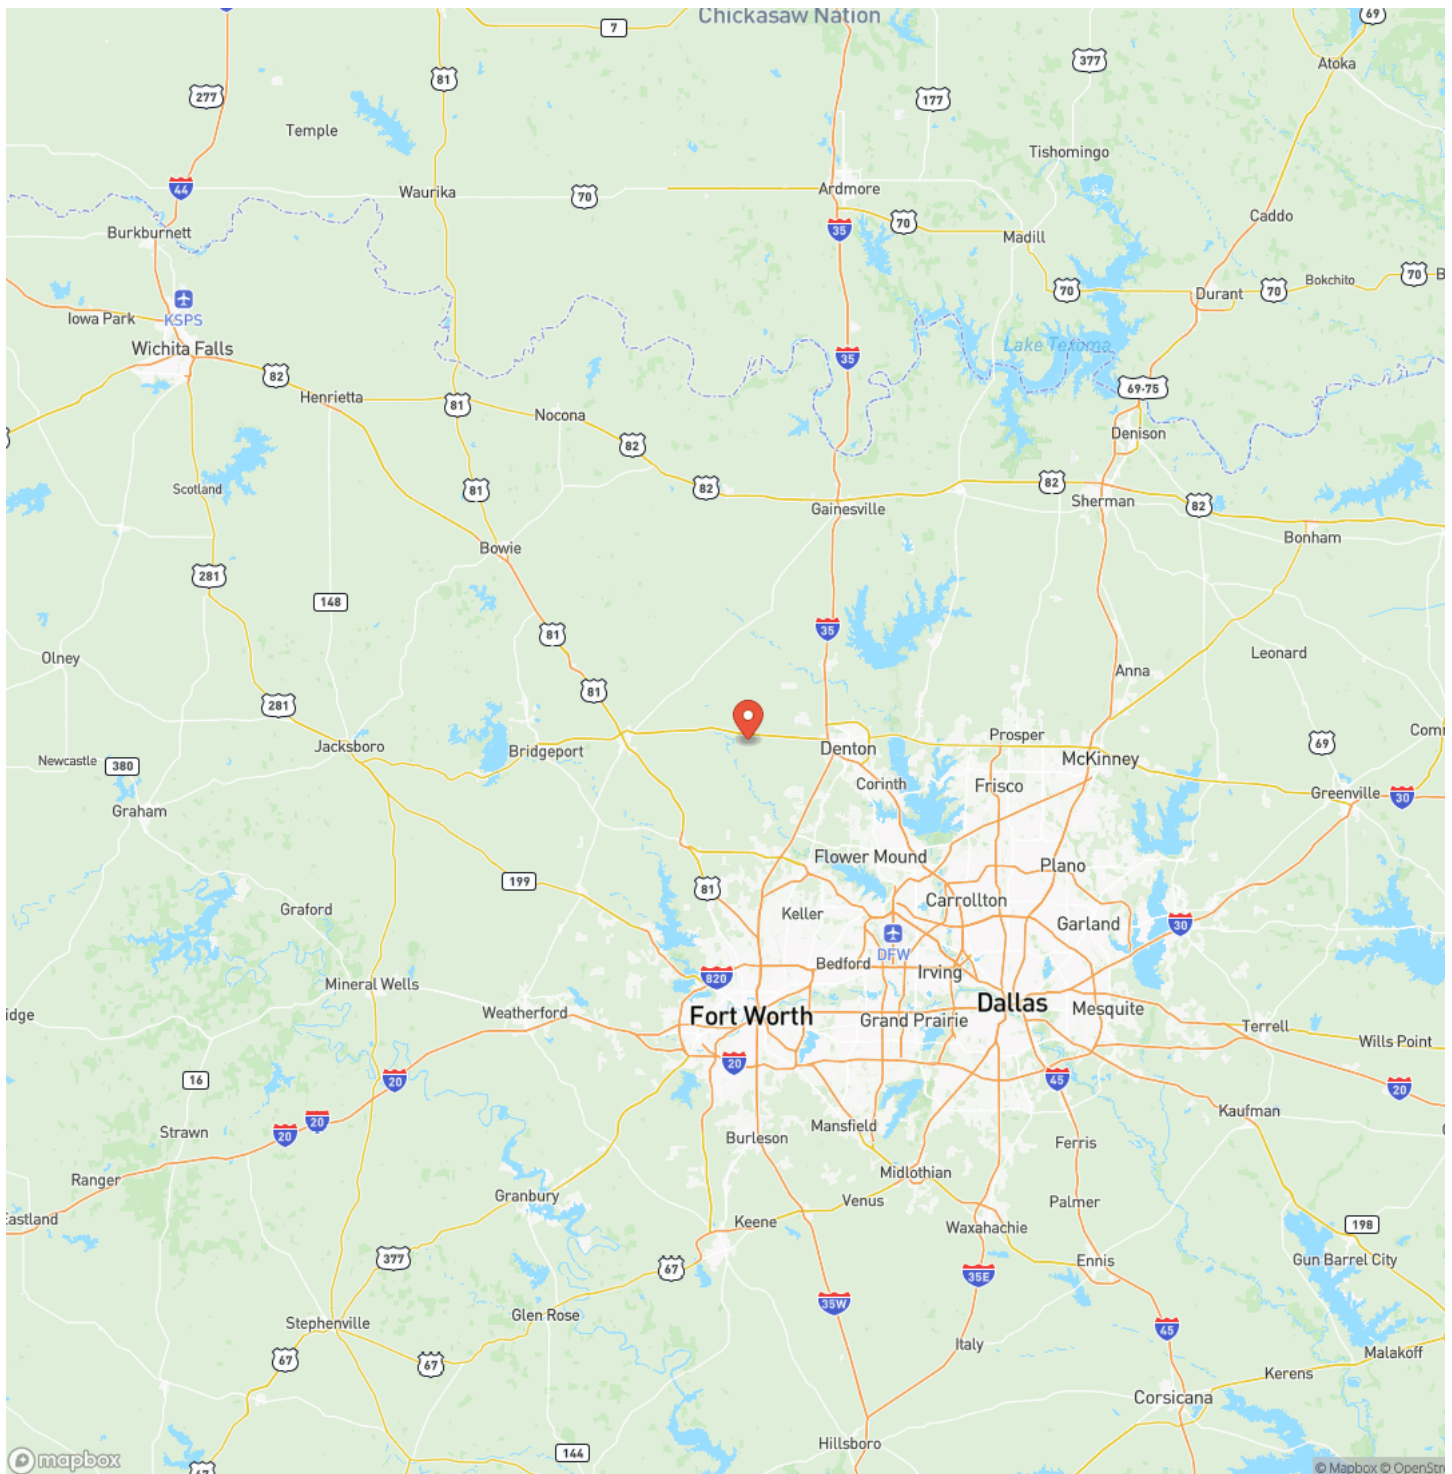 Chickasaw Nation
7
69
81
377
Atoka
277
177
Temple
Tishomingo
44
Waurika
70
Ardmore
Caddo
70
35
Burkburnett
Madill
70
Bokchito
70
B
70
Durant
KSPS
Iowa Park
Lake Texoma
Wichita Falls
35
82
69-75
Henrietta
81
Nocona
Denison
82
Scotland
81
82
82
Sherman
82
Gainesville
Bonham
Bowie
281
148
35
81
Leonard
Olney
Anna
81
281
Com
Prosper
69
Jacksboro
Bridgeport
Denton
McKinney
Newcastle
380
Corinth
Frisco
Greenville
30
Graham
Flower Mound
Plano
199
81
Carrollton
Graford
Keller
Garland
30
DFW
Bedford
Irving
820
Mineral Wells
Dallas
Mesquite
idge
Weatherford
Fort Worth
Grand Prairie
Terrell
Wills Point
20
16
20
45
20
Kaufman
20
20
Strawn
Mansfield
Burleson
Ferris
C
Ranger
Midlothian
Granbury
Venus
Palmer
Eastland
Keene
Waxahachie
198
377
67
Ennis
Gun Barrel City
35E
35W
Glen Rose
Stephenville
45
Italy
67
67
Malakoff
Kerens
Corsicana
Hillsboro
144
mapbox
67
© Mapbox © OpenStre